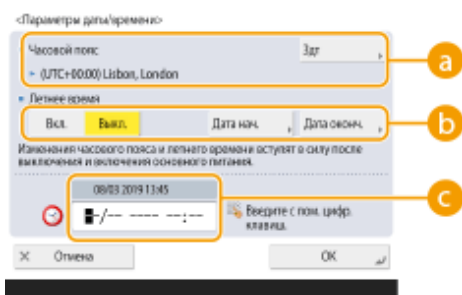 <Параметры даты/времени>
Часовой пояс Здт
(UTC+00:00) Lisbon, London
a
Летнее время
Вкл. Выкл. Дата нач. Дата оконч.
b
Изменения часового пояса и летнего времени вступят в силу после
выключения и включения основного питания.
08/03 2019 13:45
-/-- ---- --:--
Введите с пом. цифр.
клавиш.
c
× Отмена OK